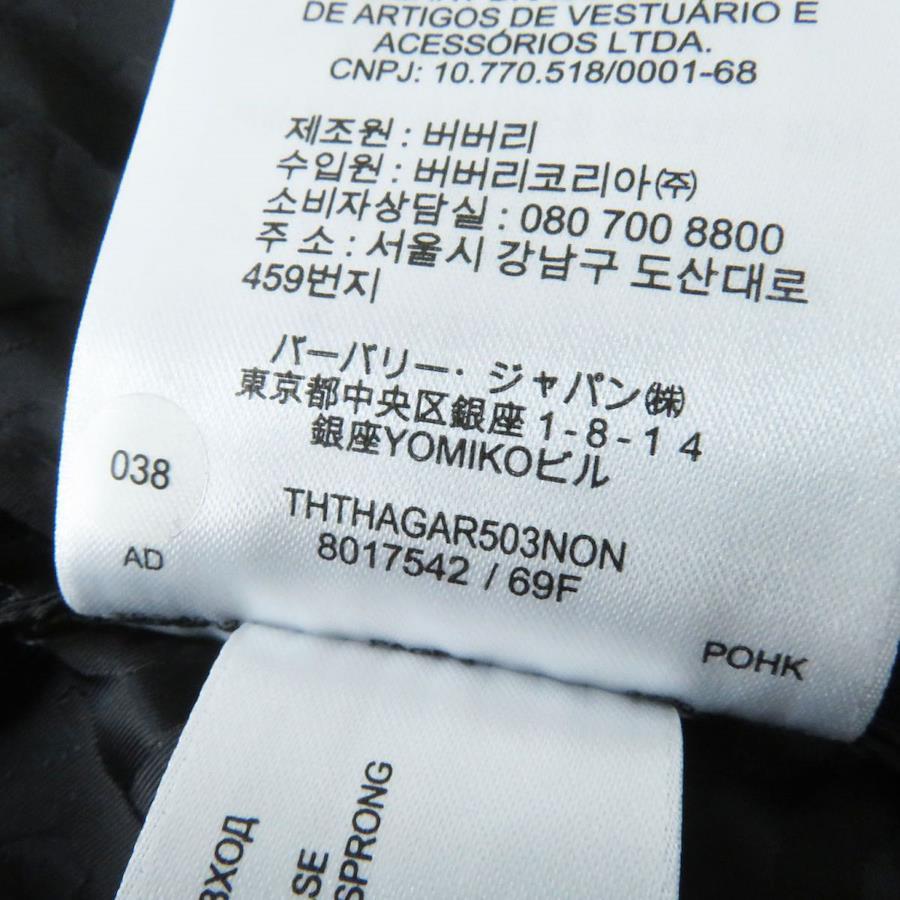 DE ARTIGOS DE VESTUÁRIO E
ACESSÓRIOS LTDA.
CNPJ: 10.770.518/0001-68
제조원 : 버버리
수입원 : 버버리코리아㈜
소비자상담실 : 080 700 8800
주 소 : 서울시 강남구 도산대로
459번지
バーバリー・ジャパン㈱
東京都中央区銀座 1-8-14
銀座YOMIKOビル
038
AD
THTHAGAR503NON
8017542 / 69F
POHK
SPRONG